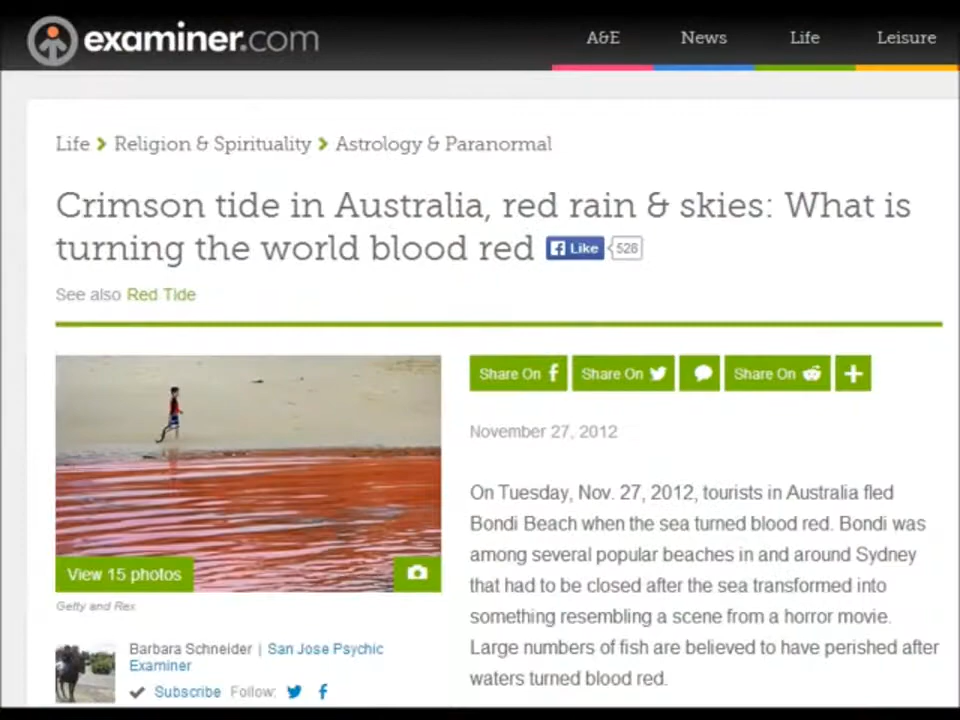 examiner.com
A&E News Life Leisure
Life > Religion & Spirituality > Astrology & Paranormal
Crimson tide in Australia, red rain & skies: What is
turning the world blood red Like 528
See also Red Tide
Share On Share On Share On
View 15 photos
Getty and Rex
November 27, 2012
On Tuesday, Nov. 27, 2012, tourists in Australia fled
Bondi Beach when the sea turned blood red. Bondi was
among several popular beaches in and around Sydney
that had to be closed after the sea transformed into
something resembling a scene from a horror movie.
Large numbers of fish are believed to have perished after
waters turned blood red.
Barbara Schneider | San Jose Psychic
Examiner
Subscribe Follow: